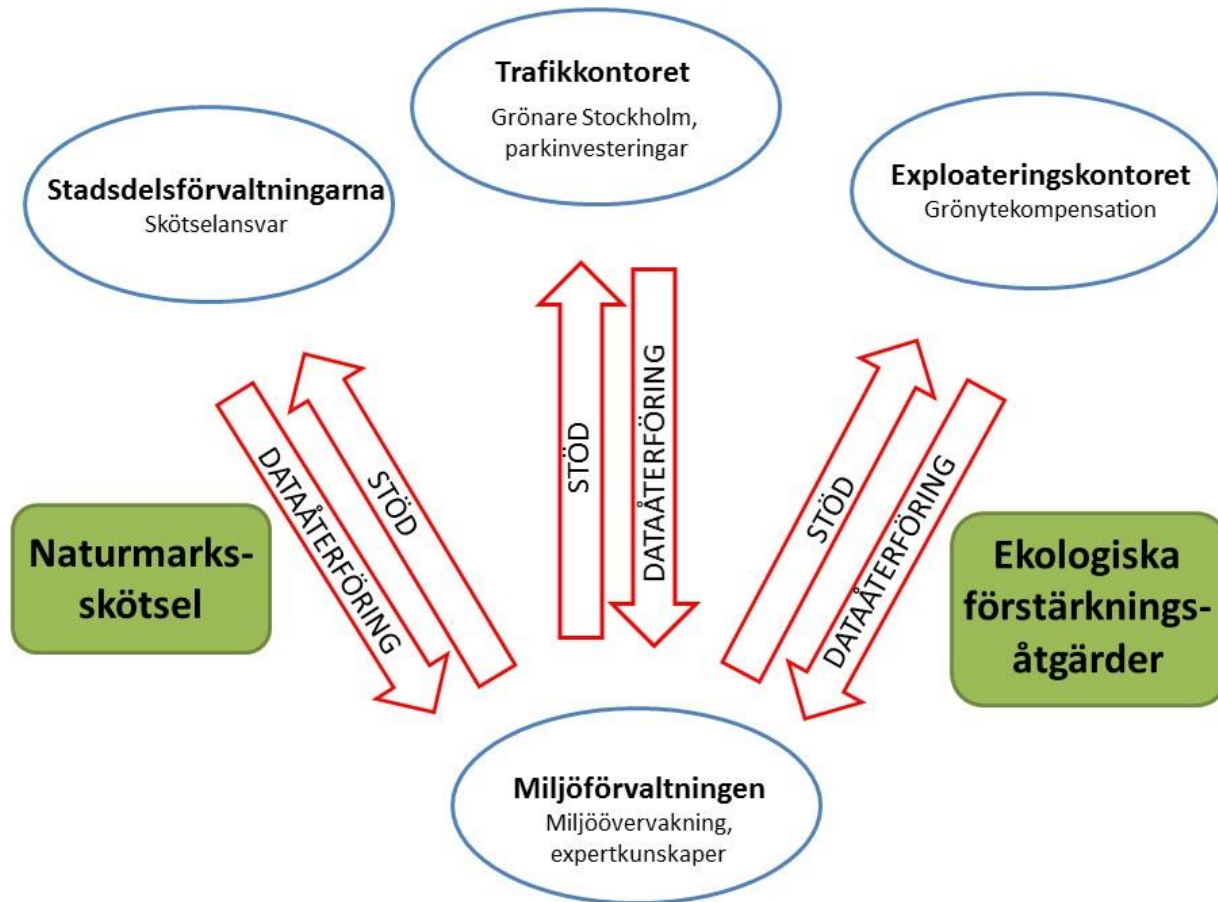 Trafikkontoret
Grönare Stockholm,
parkinvesteringar
Stadsdelsförvaltningarna
Skötselansvar
Exploateringskontoret
Grönytekompensation
DATAÅTERFÖRING
STÖD
STÖD
DATAÅTERFÖRING
STÖD
DATAÅTERFÖRING
Naturmarks-
skötsel
Ekologiska
förstärknings-
åtgärder
Miljöförvaltningen
Miljöövervakning,
expertkunskaper